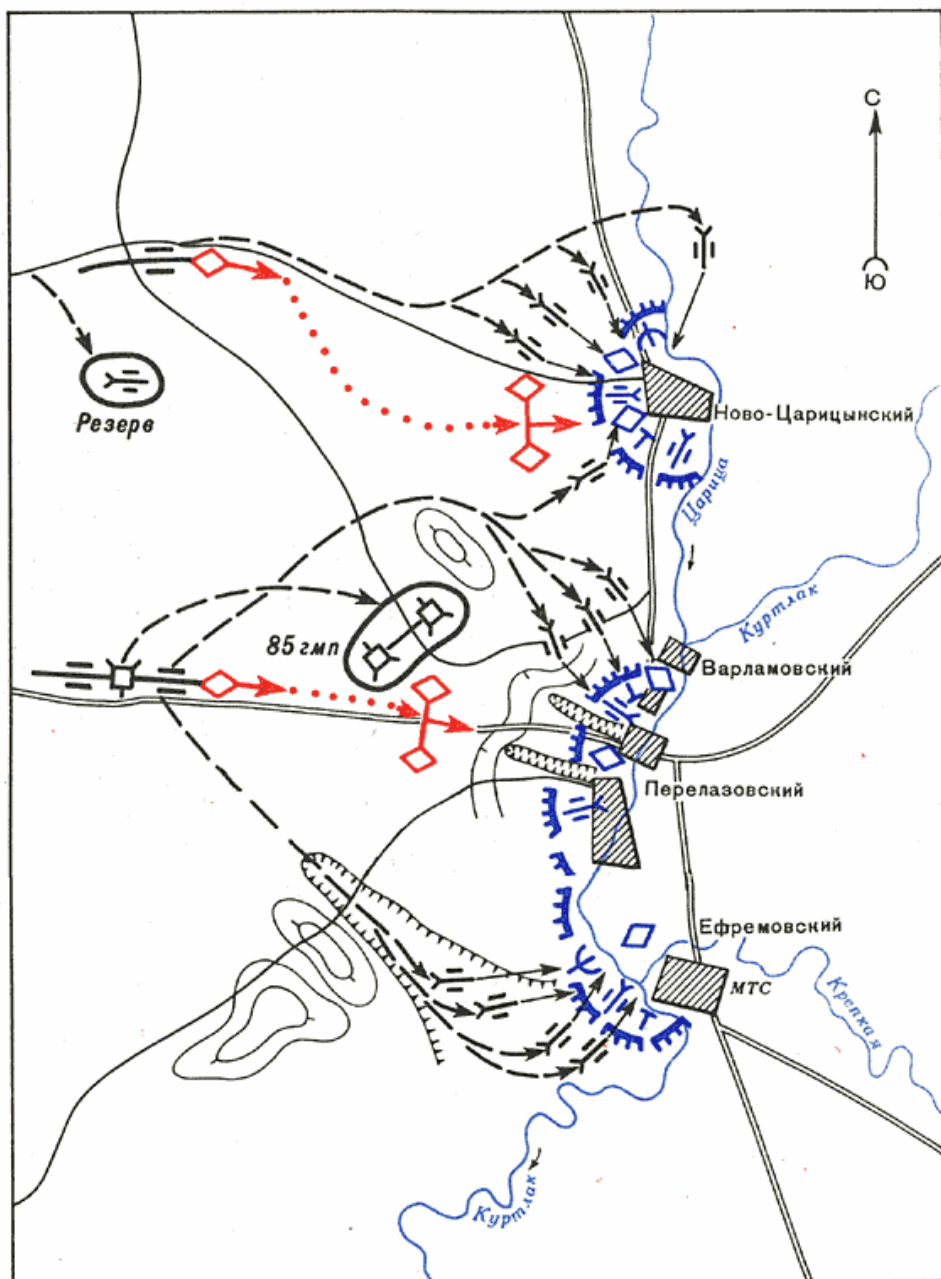 С
Ю
Резерв
Ново-Царицынский
Царица
Куртлак
85 гмп
Варламовский
Перелазовский
Ефремовский
МТС
Крепкая
Куртлак